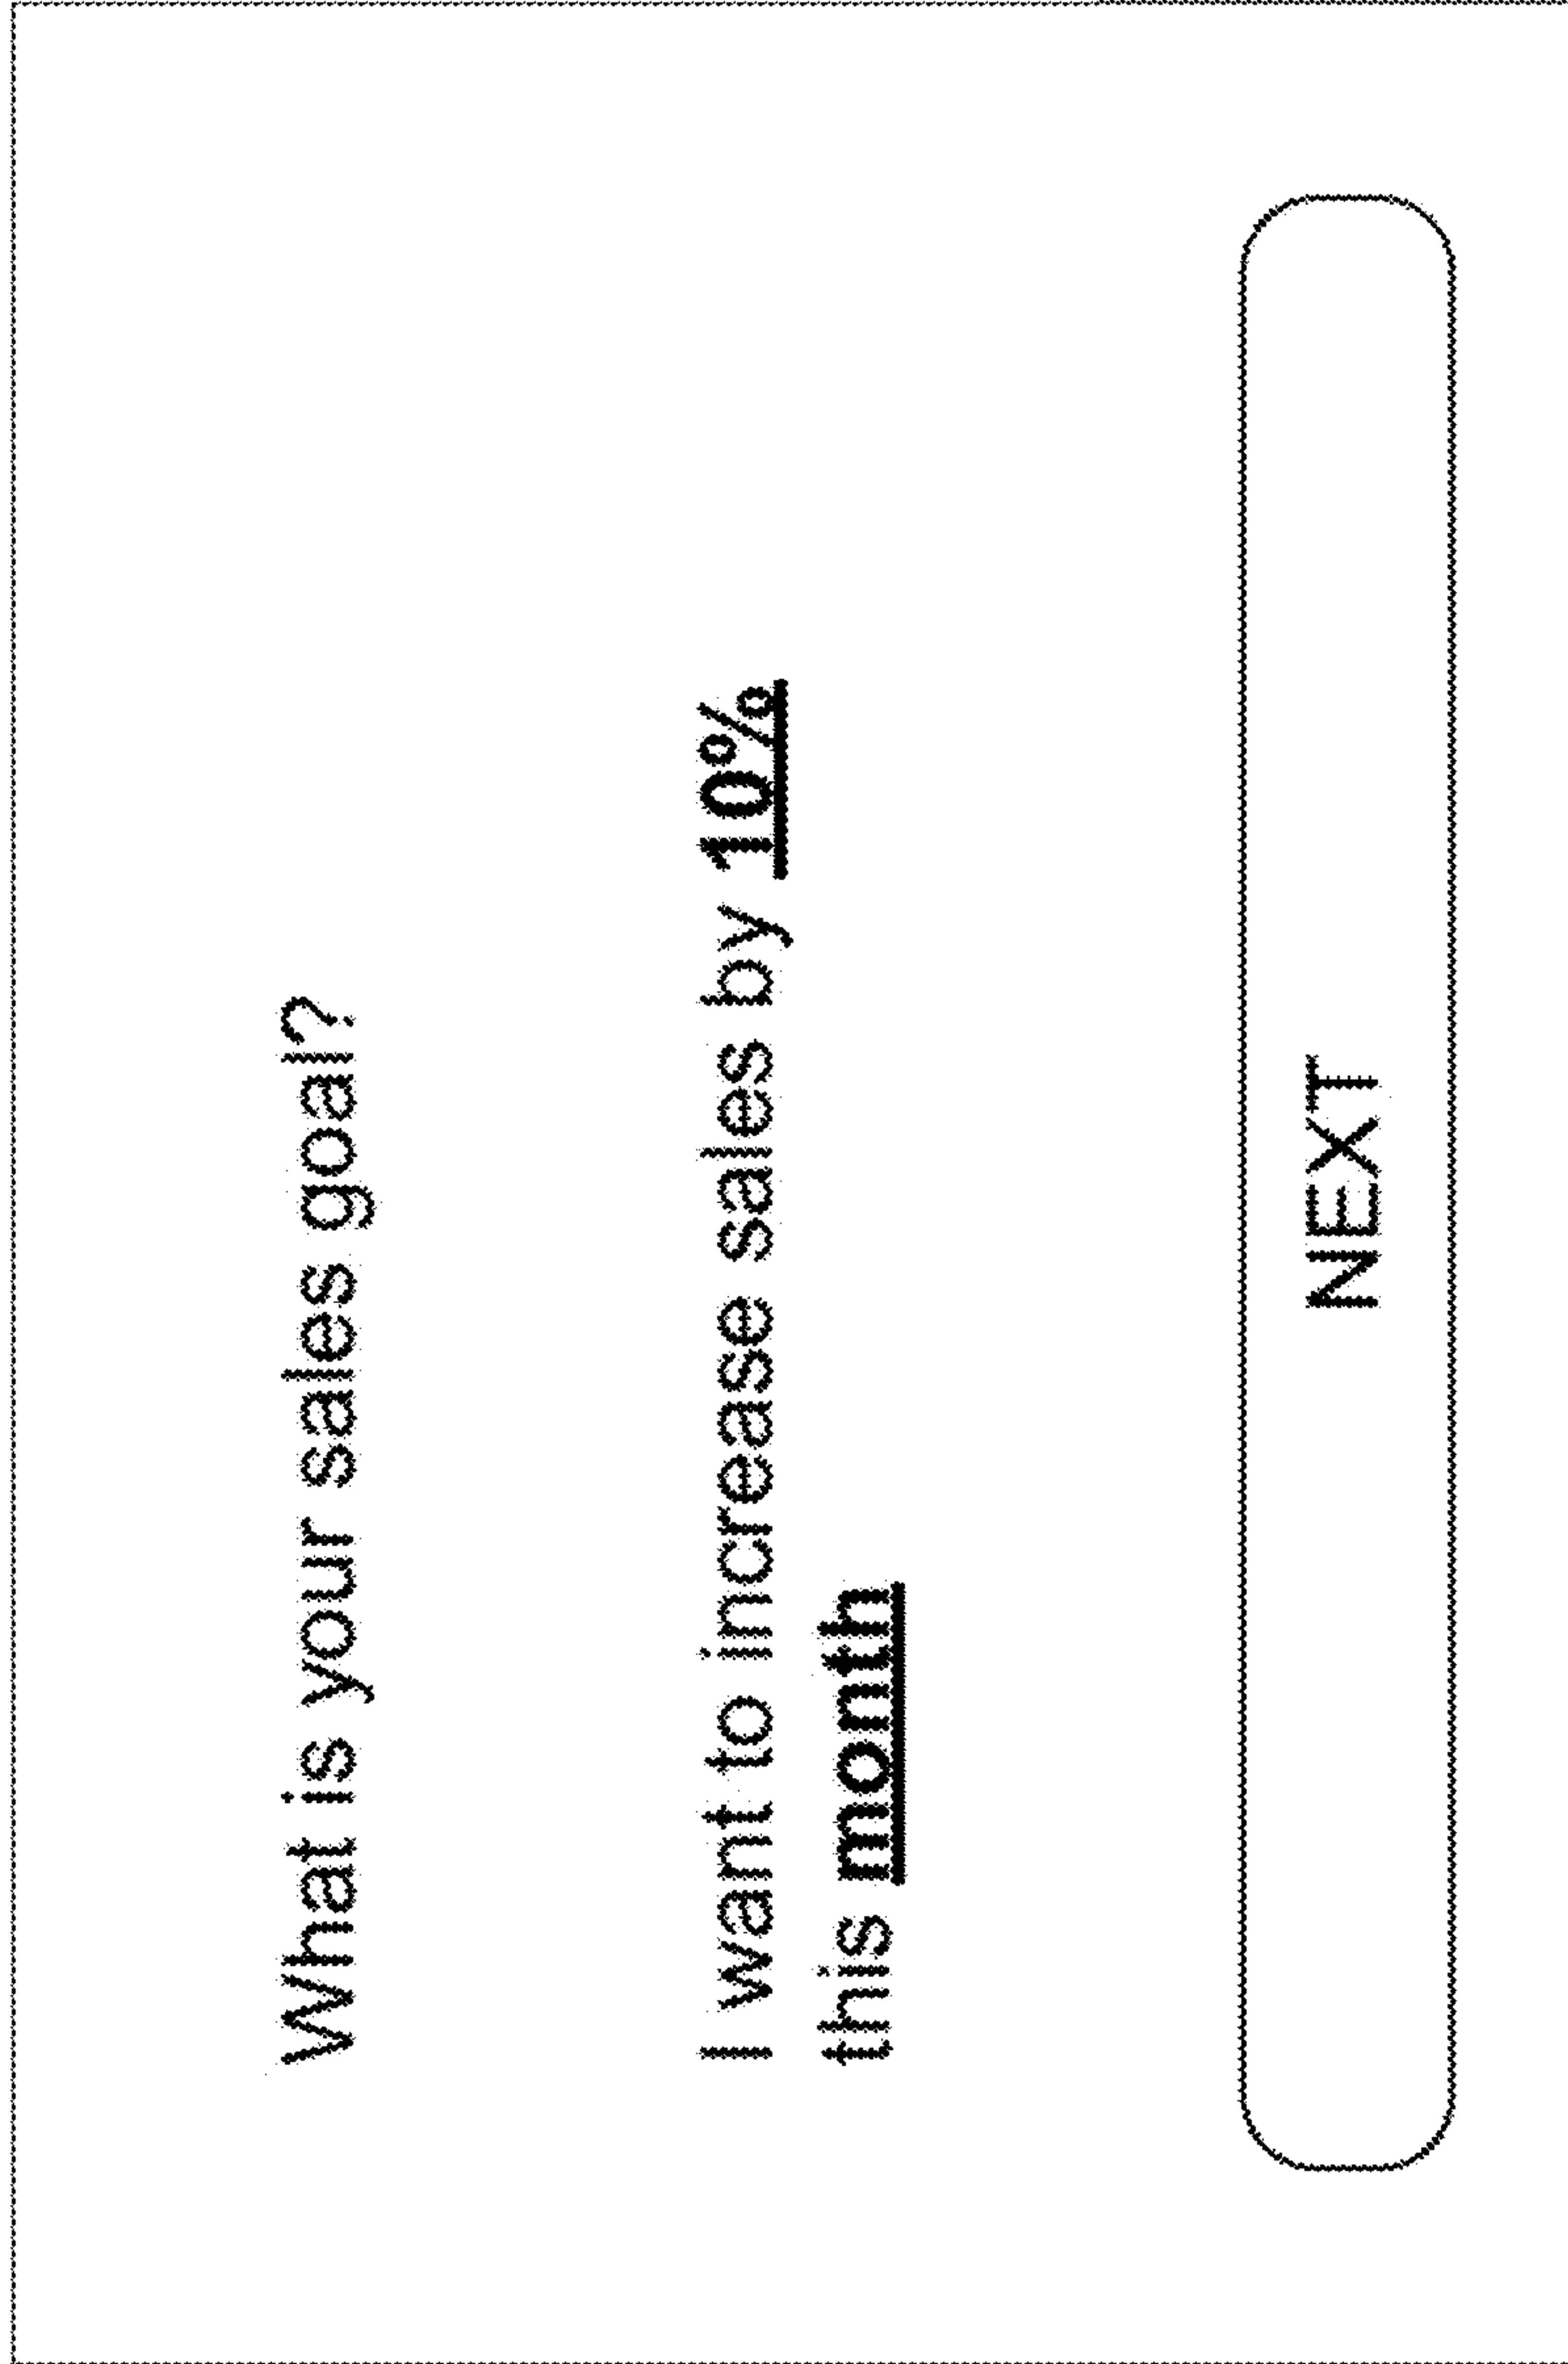 What is your sales goal?
I want to increase sales by 10%
this month
NEXT